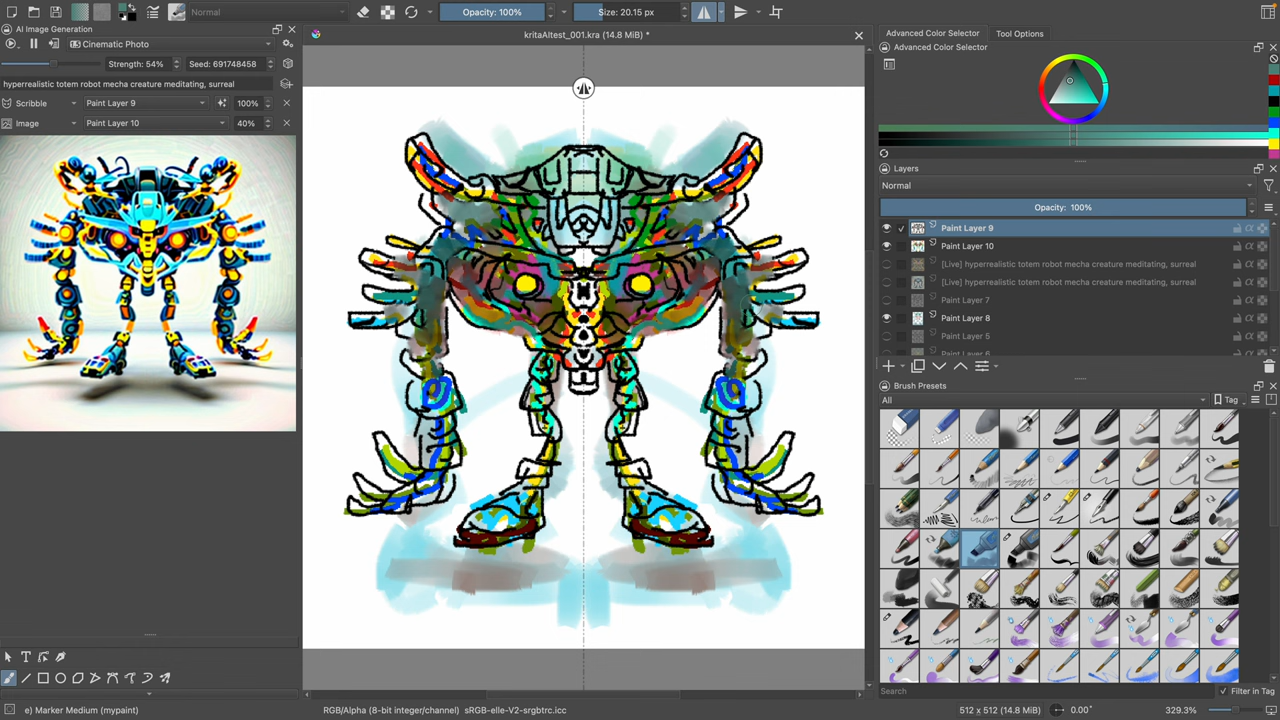 Normal
Opacity: 100%
Size: 20.15 px
AI Image Generation
Cinematic Photo
Strength: 54%
Seed: 691748458
hyperrealistic totem robot mecha creature meditating, surreal
Scribble
Paint Layer 9
100%
Image
Paint Layer 10
40%
kritaAItest_001.kra (14.8 MiB) *
Advanced Color Selector
Tool Options
Advanced Color Selector
Layers
Normal
Opacity: 100%
Paint Layer 9
Paint Layer 10
[Live] hyperrealistic totem robot mecha creature meditating, surreal
[Live] hyperrealistic totem robot mecha creature meditating, surreal
Paint Layer 7
Paint Layer 8
Paint Layer 5
Paint Layer 6
Brush Presets
All
Tag
Search
Filter in Tag
e) Marker Medium (mypaint)
RGB/Alpha (8-bit integer/channel) sRGB-elle-V2-srgbtrc.icc
512 x 512 (14.8 MiB)
0.00°
329.3%